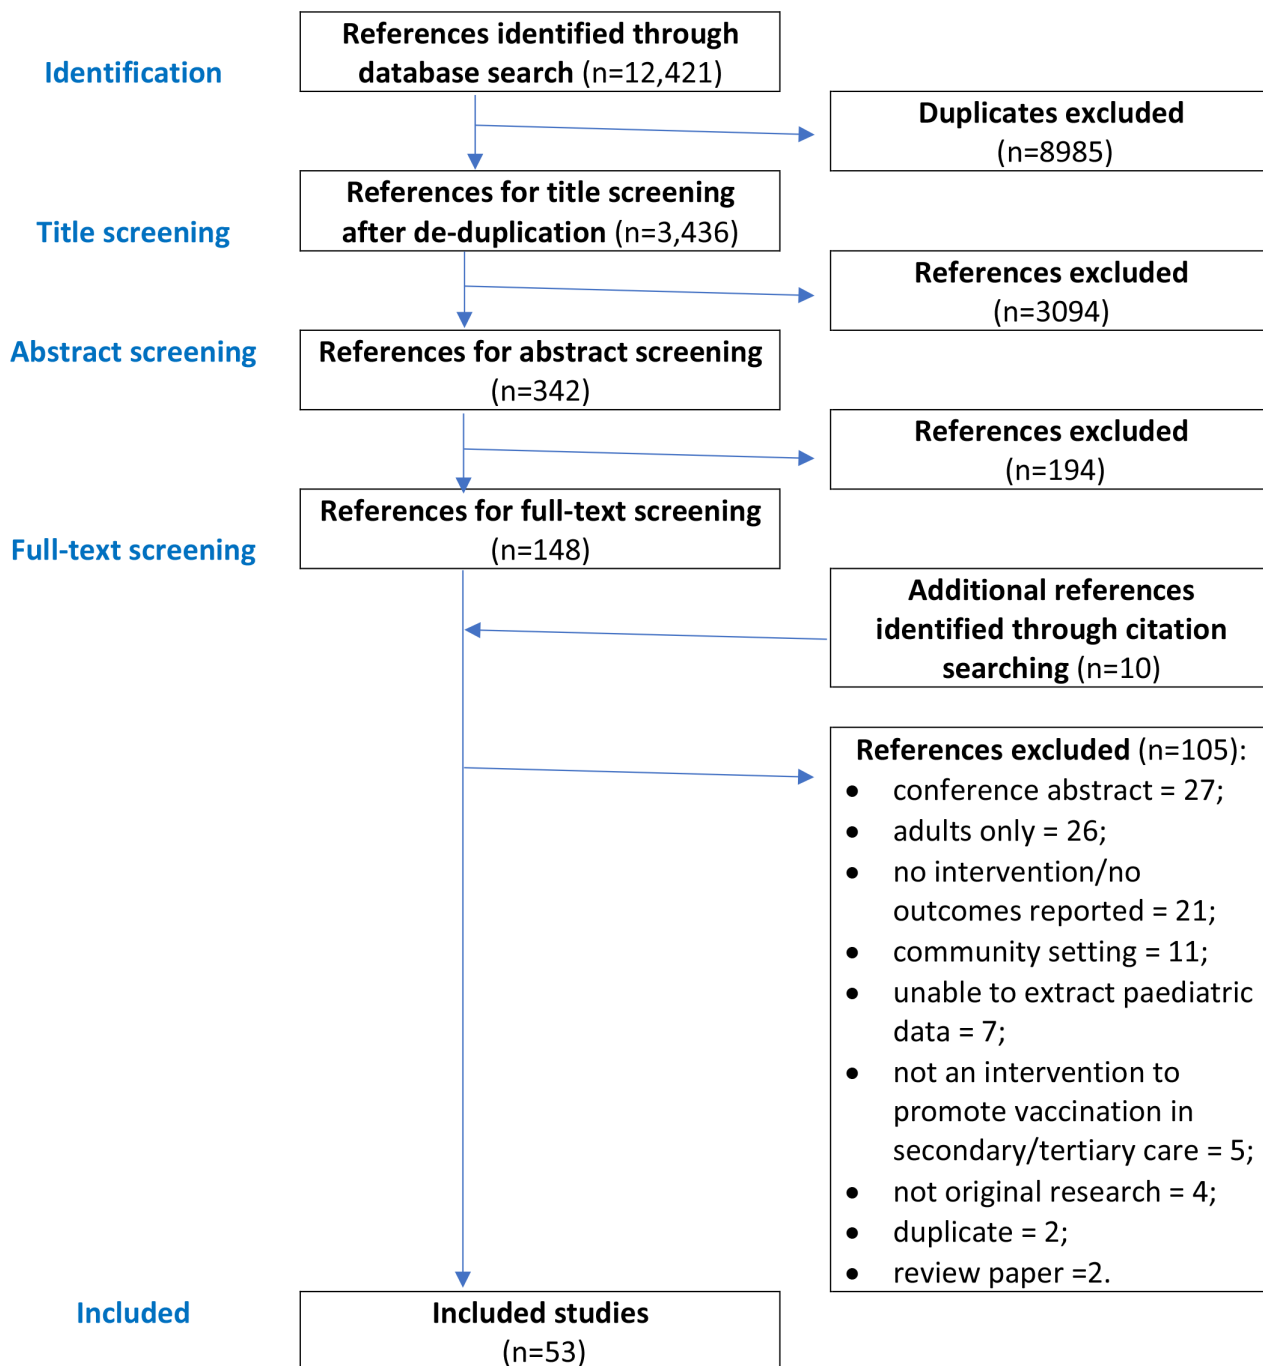 References identified through
database search (n=12,421)
Identification
Duplicates excluded
(n=8985)
References for title screening
after de-duplication (n=3,436)
Title screening
References excluded
(n=3094)
Abstract screening
References for abstract screening
(n=342)
References excluded
(n=194)
References for full-text screening
(n=148)
Full-text screening
Additional references
identified through citation
searching (n=10)
References excluded (n=105):
• conference abstract = 27;
• adults only = 26;
• no intervention/no
outcomes reported = 21;
• community setting = 11;
• unable to extract paediatric
data = 7;
• not an intervention to
promote vaccination in
secondary/tertiary care = 5;
• not original research = 4;
• duplicate = 2;
• review paper =2.
Included
Included studies
(n=53)